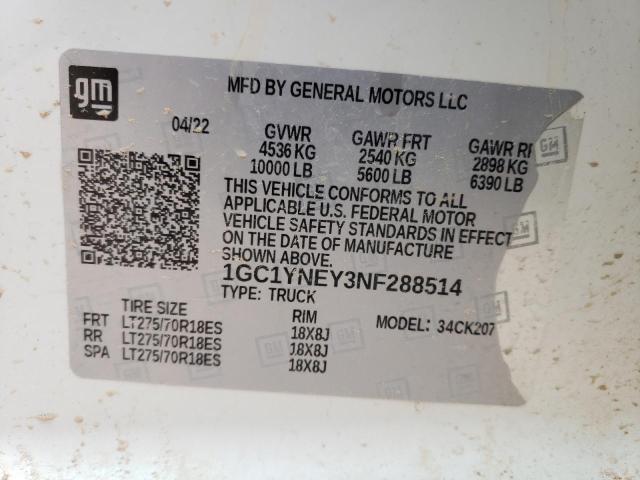 gm
MFD BY GENERAL MOTORS LLC
04/22 GVWR GAWR FRT GAWR
4536 KG 2540 KG 2898 KG
10000 LB 5600 LB 6390 LB
THIS VEHICLE CONFORMS TO ALL
APPLICABLE U.S. FEDERAL MOTOR
VEHICLE SAFETY STANDARDS IN EFFECT
ON THE DATE OF MANUFACTURE
SHOWN ABOVE.
1GC1YNEY3NF288514
TYPE: TRUCK
TIRE SIZE RIM MODEL: 34CK207
FRT LT275/70R18ES 18X8J
RR LT275/70R18ES 18X8J
SPA LT275/70R18ES 18X8J